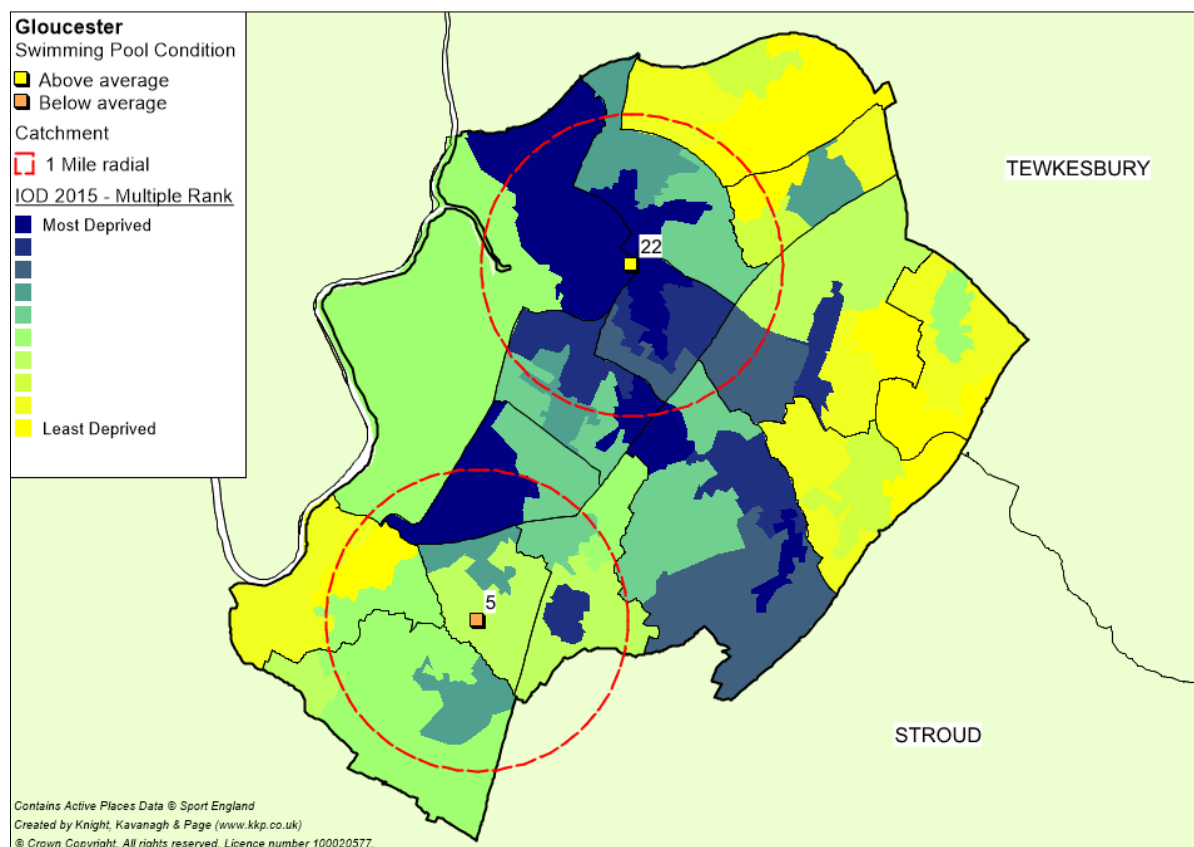 Gloucester
Swimming Pool Condition
Above average
Below average
Catchment
1 Mile radial
IOD 2015 - Multiple Rank
Most Deprived
Least Deprived
TEWKESBURY
22
5
STROUD
Contains Active Places Data © Sport England
Created by Knight, Kavanagh & Page (www.kkp.co.uk)
© Crown Copyright. All rights reserved. Licence number 100020577.